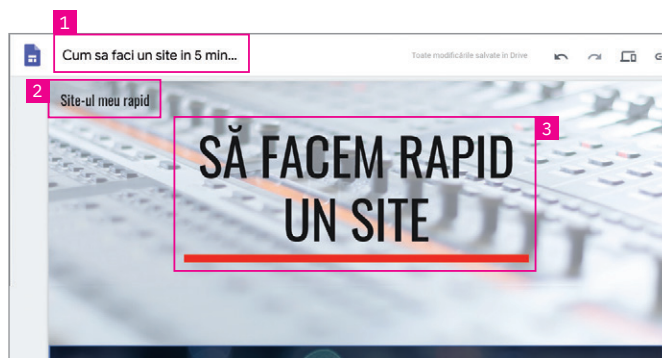 1
Cum sa faci un site in 5 min...
Toate modificările salvate în Drive
2
Site-ul meu rapid
3
SĂ FACEM RAPID
UN SITE